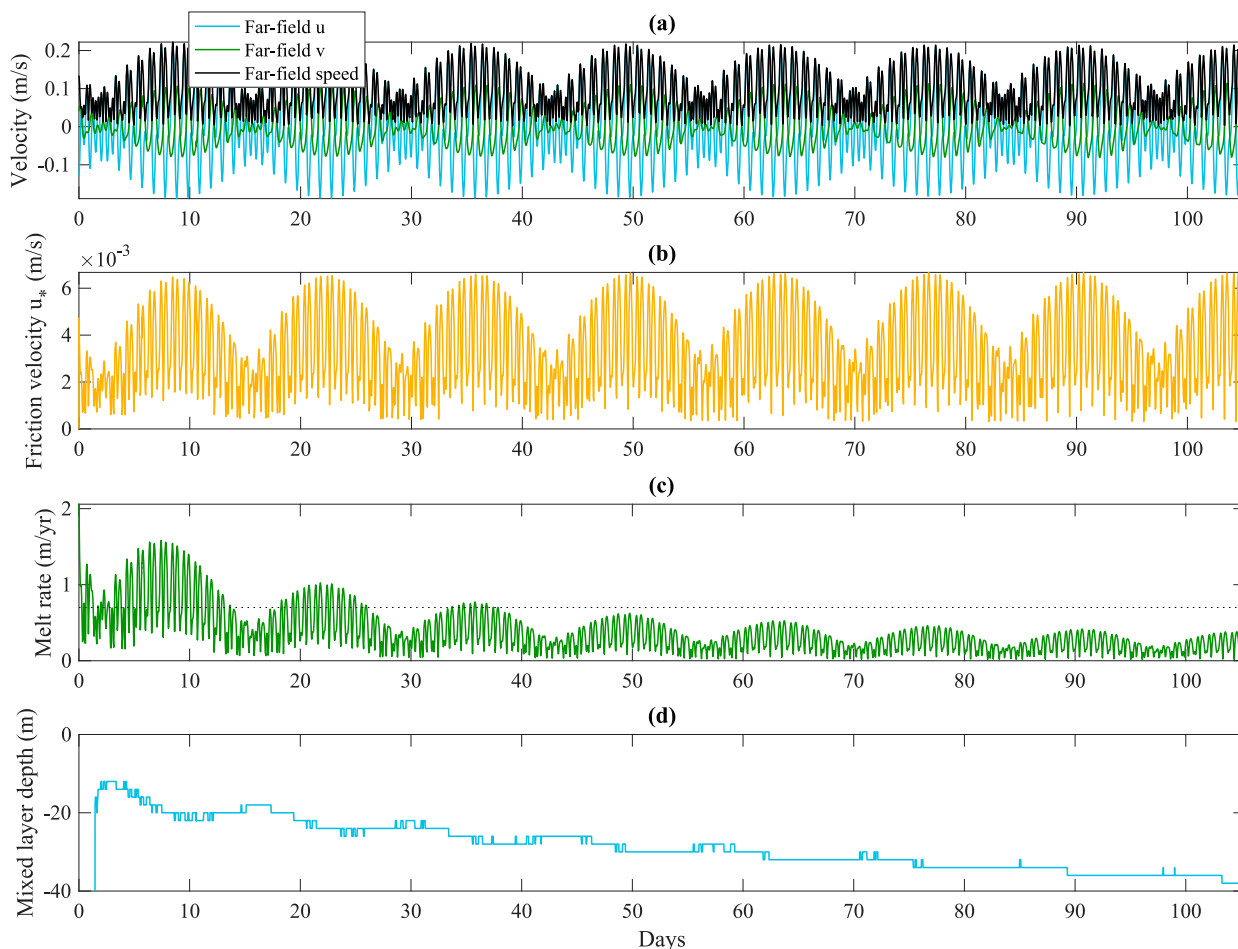 (a)
Far-field u
Far-field v
Far-field speed
Velocity (m/s)
0.2
0.1
0
-0.1
0 10 20 30 40 50 60 70 80 90 100
(b)
×10⁻³
Friction velocity u* (m/s)
6
4
2
0
0 10 20 30 40 50 60 70 80 90 100
(c)
Melt rate (m/yr)
2
1
0
0 10 20 30 40 50 60 70 80 90 100
(d)
Mixed layer depth (m)
0
-20
-40
0 10 20 30 40 50 60 70 80 90 100
Days